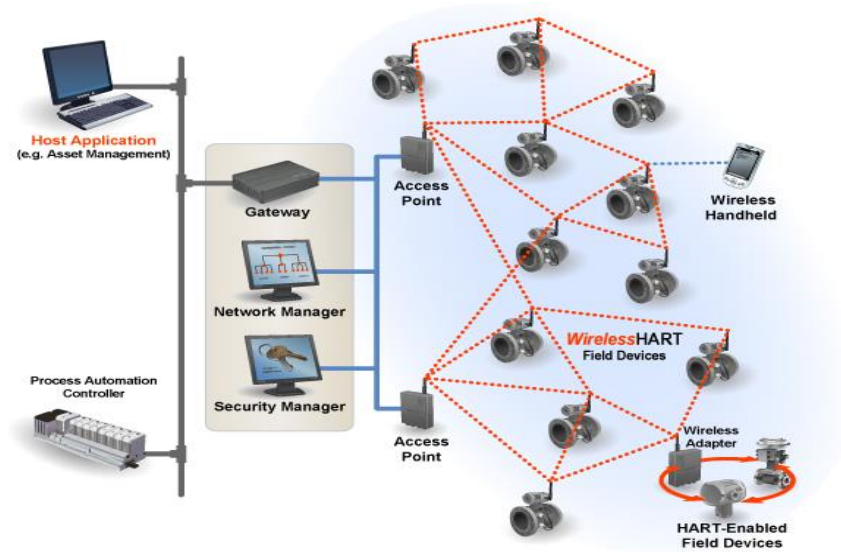 Host Application
(e.g. Asset Management)
Gateway
Access
Point
Wireless
Handheld
Network Manager
WirelessHART
Field Devices
Process Automation
Controller
Security Manager
Access
Point
Wireless
Adapter
HART-Enabled
Field Devices